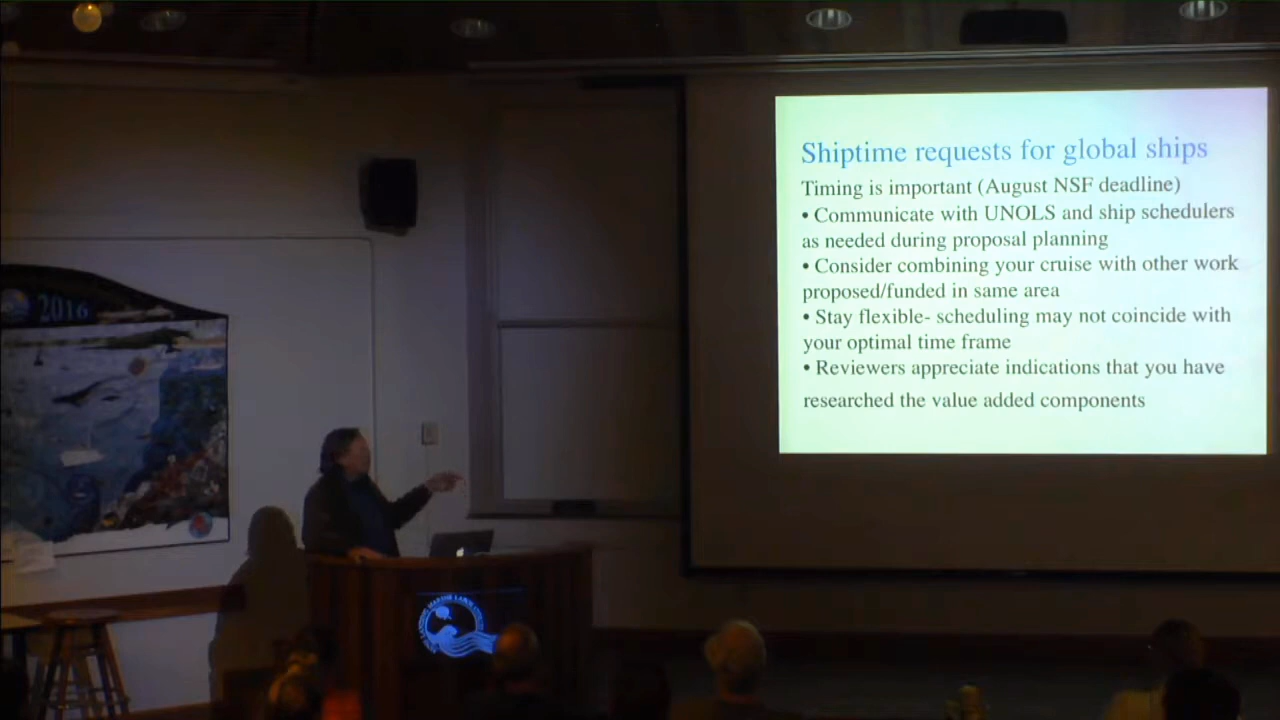 Shiptime requests for global ships
Timing is important (August NSF deadline)
• Communicate with UNOLS and ship schedulers
as needed during proposal planning
• Consider combining your cruise with other work
proposed/funded in same area
• Stay flexible- scheduling may not coincide with
your optimal time frame
• Reviewers appreciate indications that you have
researched the value added components
2016
MARINE LAB